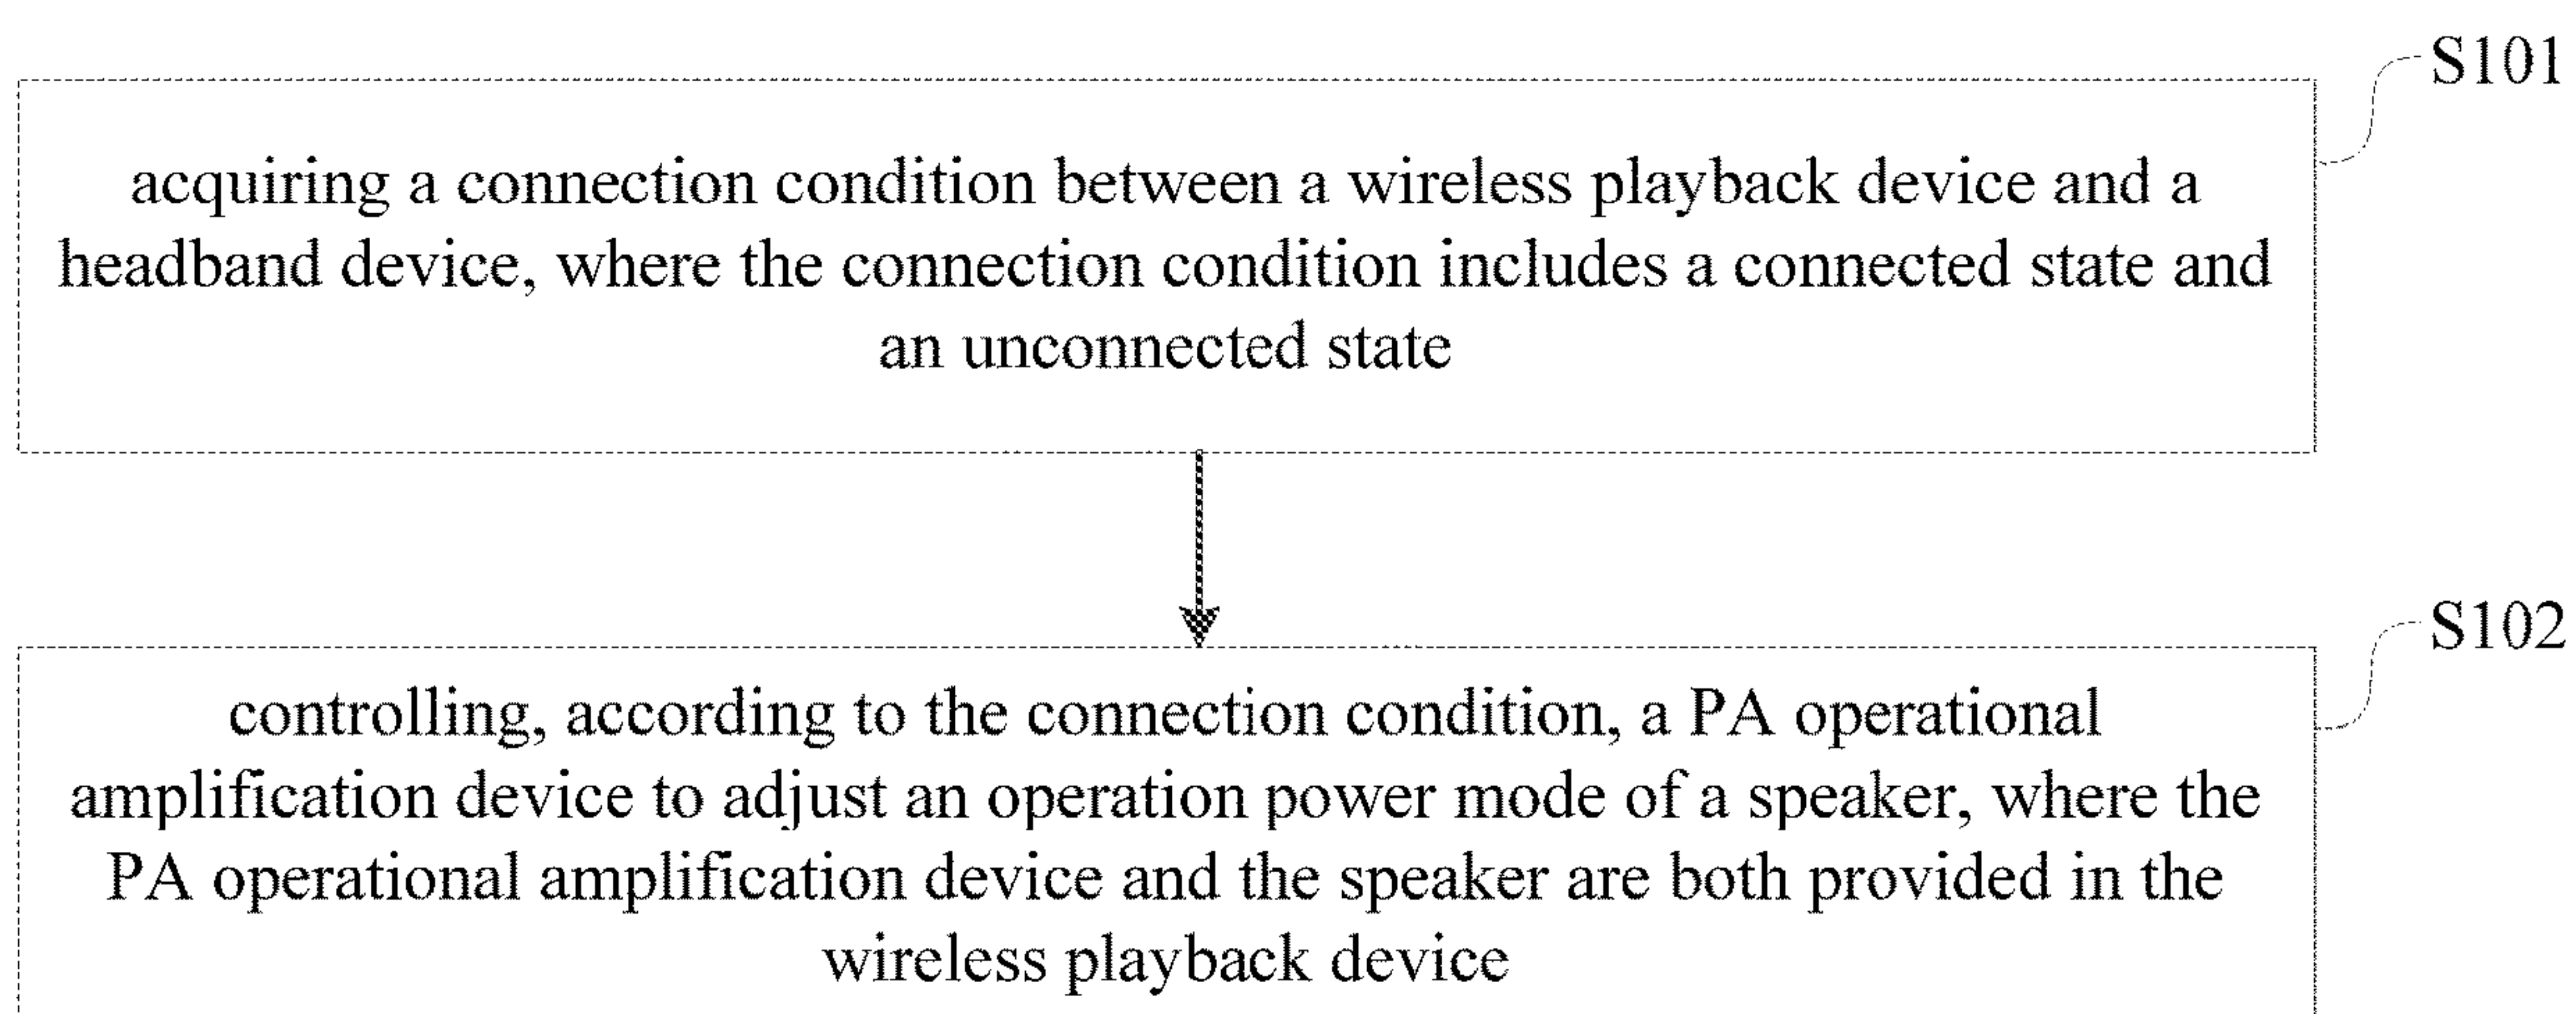 S101
acquiring a connection condition between a wireless playback device and a
headband device, where the connection condition includes a connected state and
an unconnected state
S102
controlling, according to the connection condition, a PA operational
amplification device to adjust an operation power mode of a speaker, where the
PA operational amplification device and the speaker are both provided in the
wireless playback device